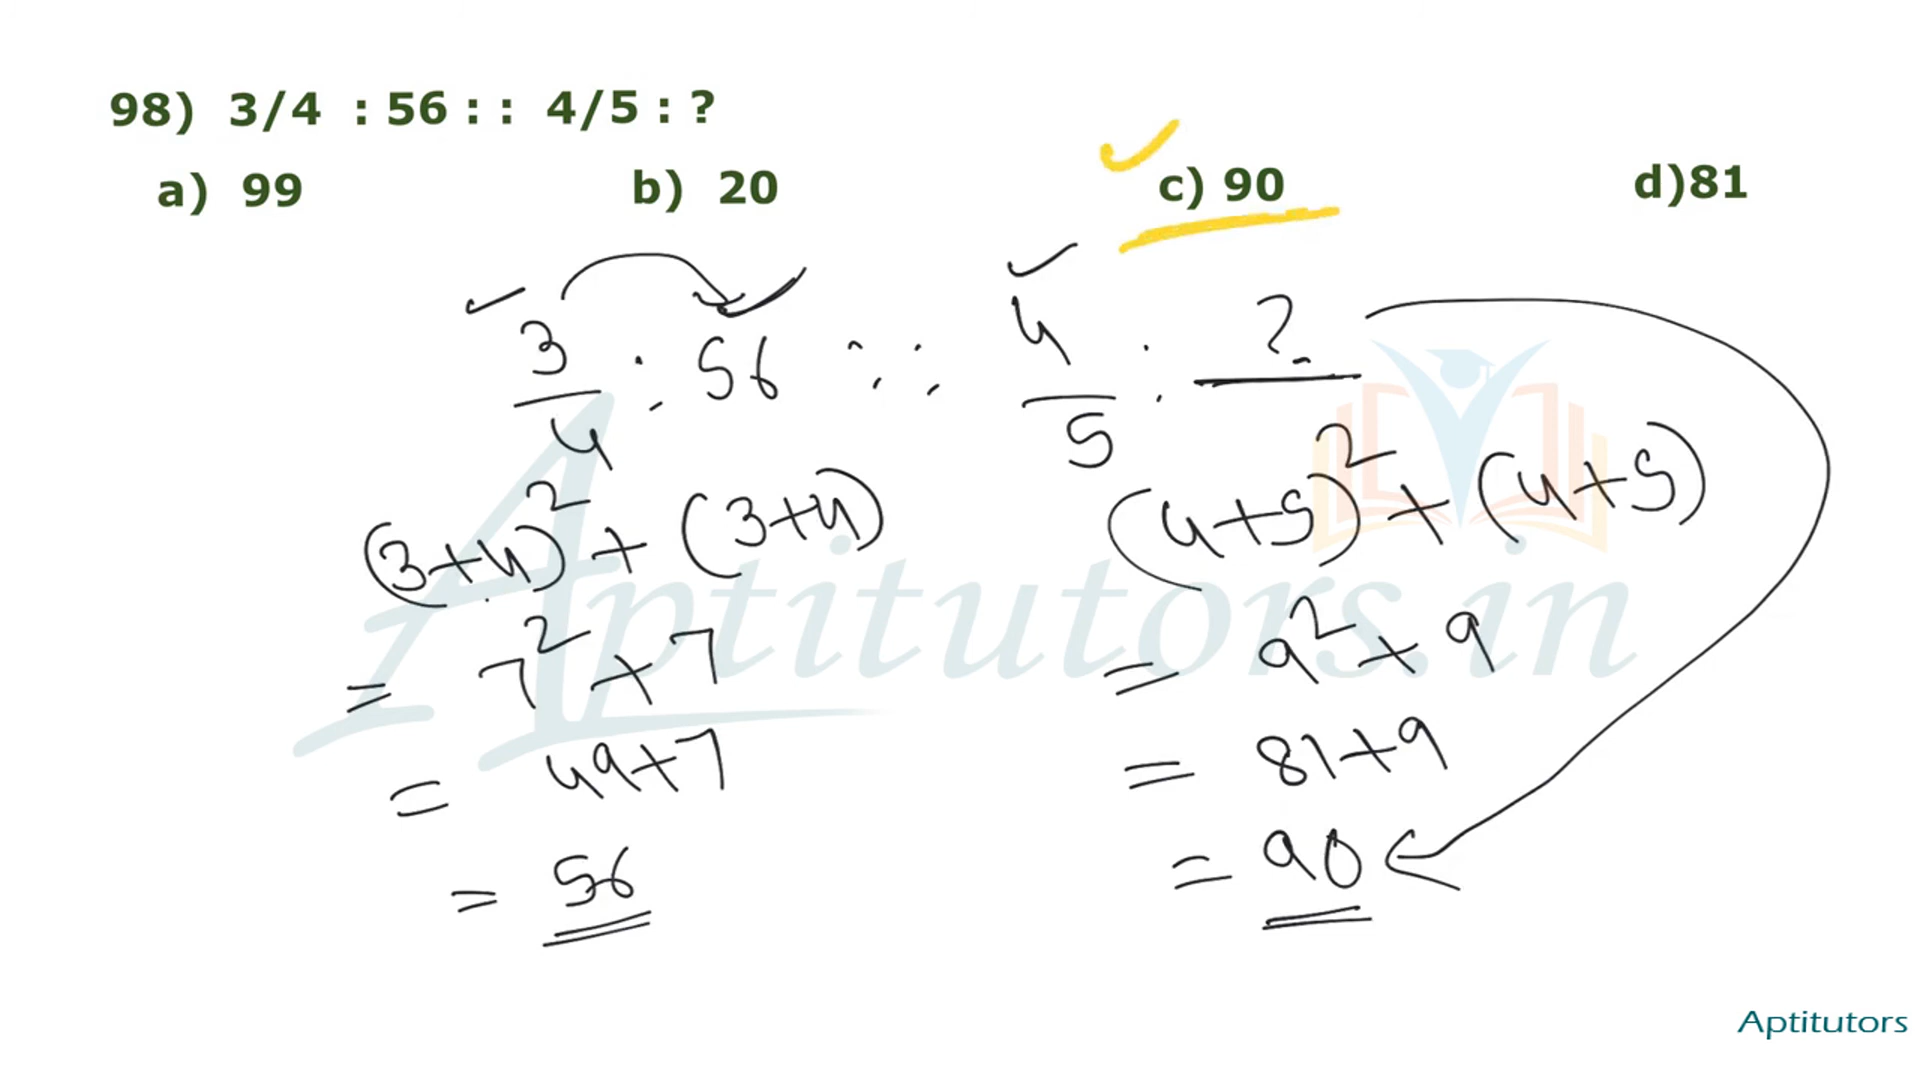 98) 3/4 : 56 : : 4/5 : ?
a) 99 b) 20 c) 90 d)81
3/4 : 56 :: 4/5 : ?
(3+4)² + (3+4) (4+5)² + (4+5)
= 7² + 7 = 9² + 9
= 49+7 = 81+9
= 56 = 90
Aptitutors.in
Aptitutors